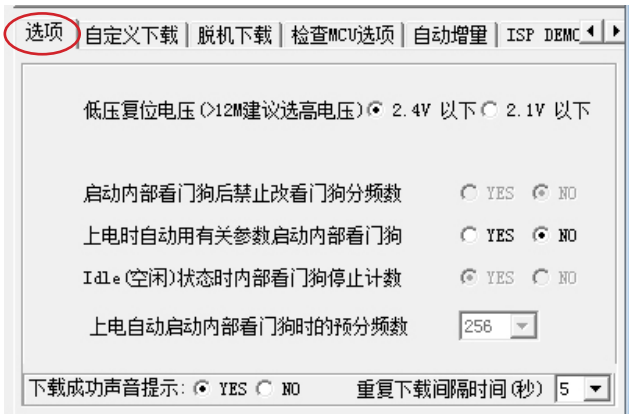 选项 自定义下载 脱机下载 检查MCU选项 自动增量 ISP DEMO
低压复位电压(>12M建议选高电压) 2.4V 以下 2.1V 以下
启动内部看门狗后禁止改看门狗分频数 YES NO
上电时自动用有关参数启动内部看门狗 YES NO
Idle(空闲)状态时内部看门狗停止计数 YES NO
上电自动启动内部看门狗时的预分频数 256
下载成功声音提示: YES NO 重复下载间隔时间(秒) 5